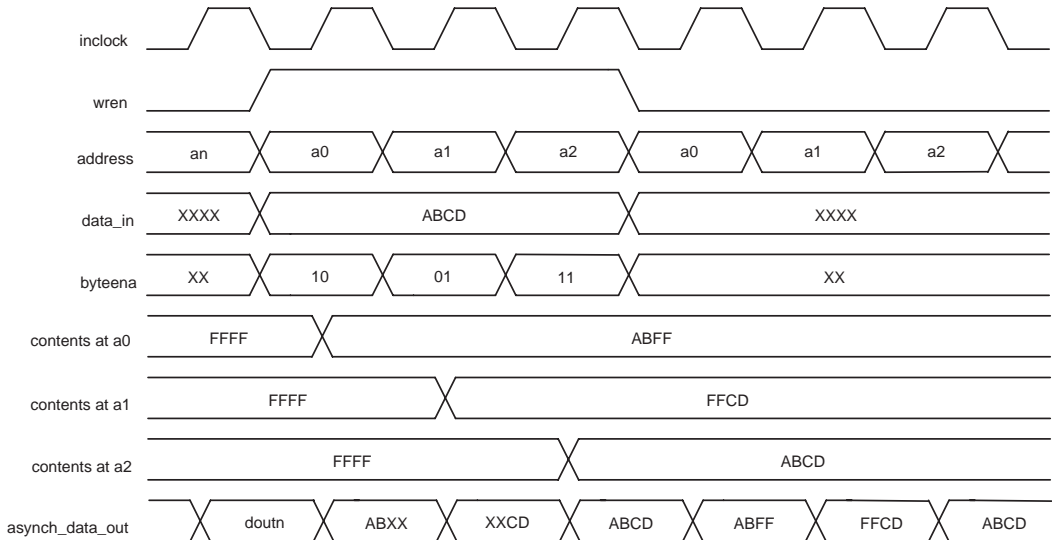 inclock
wren
address an a0 a1 a2 a0 a1 a2
data_in XXXX ABCD XXXX
byteena XX 10 01 11 XX
contents at a0 FFFF ABFF
contents at a1 FFFF FFCD
contents at a2 FFFF ABCD
asynch_data_out doutn ABXX XXCD ABCD ABFF FFCD ABCD